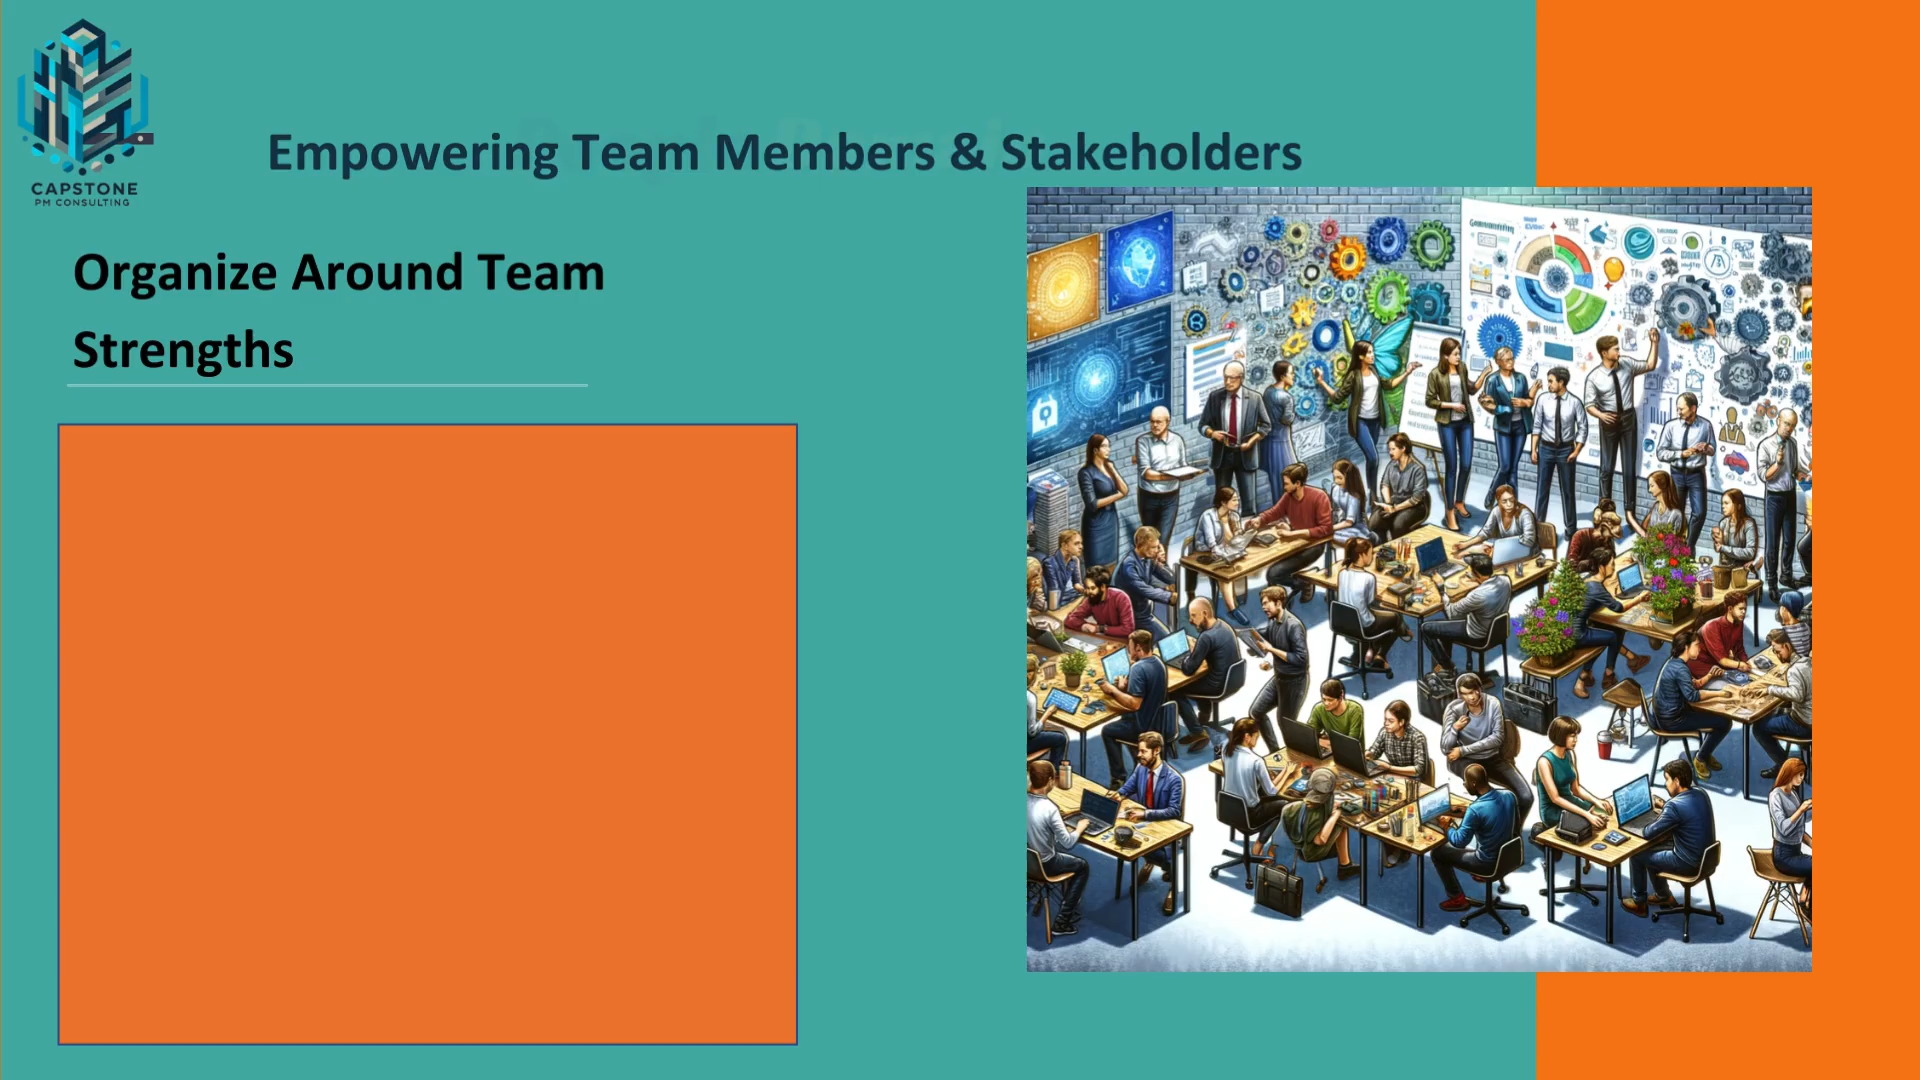 CAPSTONE
PM CONSULTING
Empowering Team Members & Stakeholders
Organize Around Team
Strengths